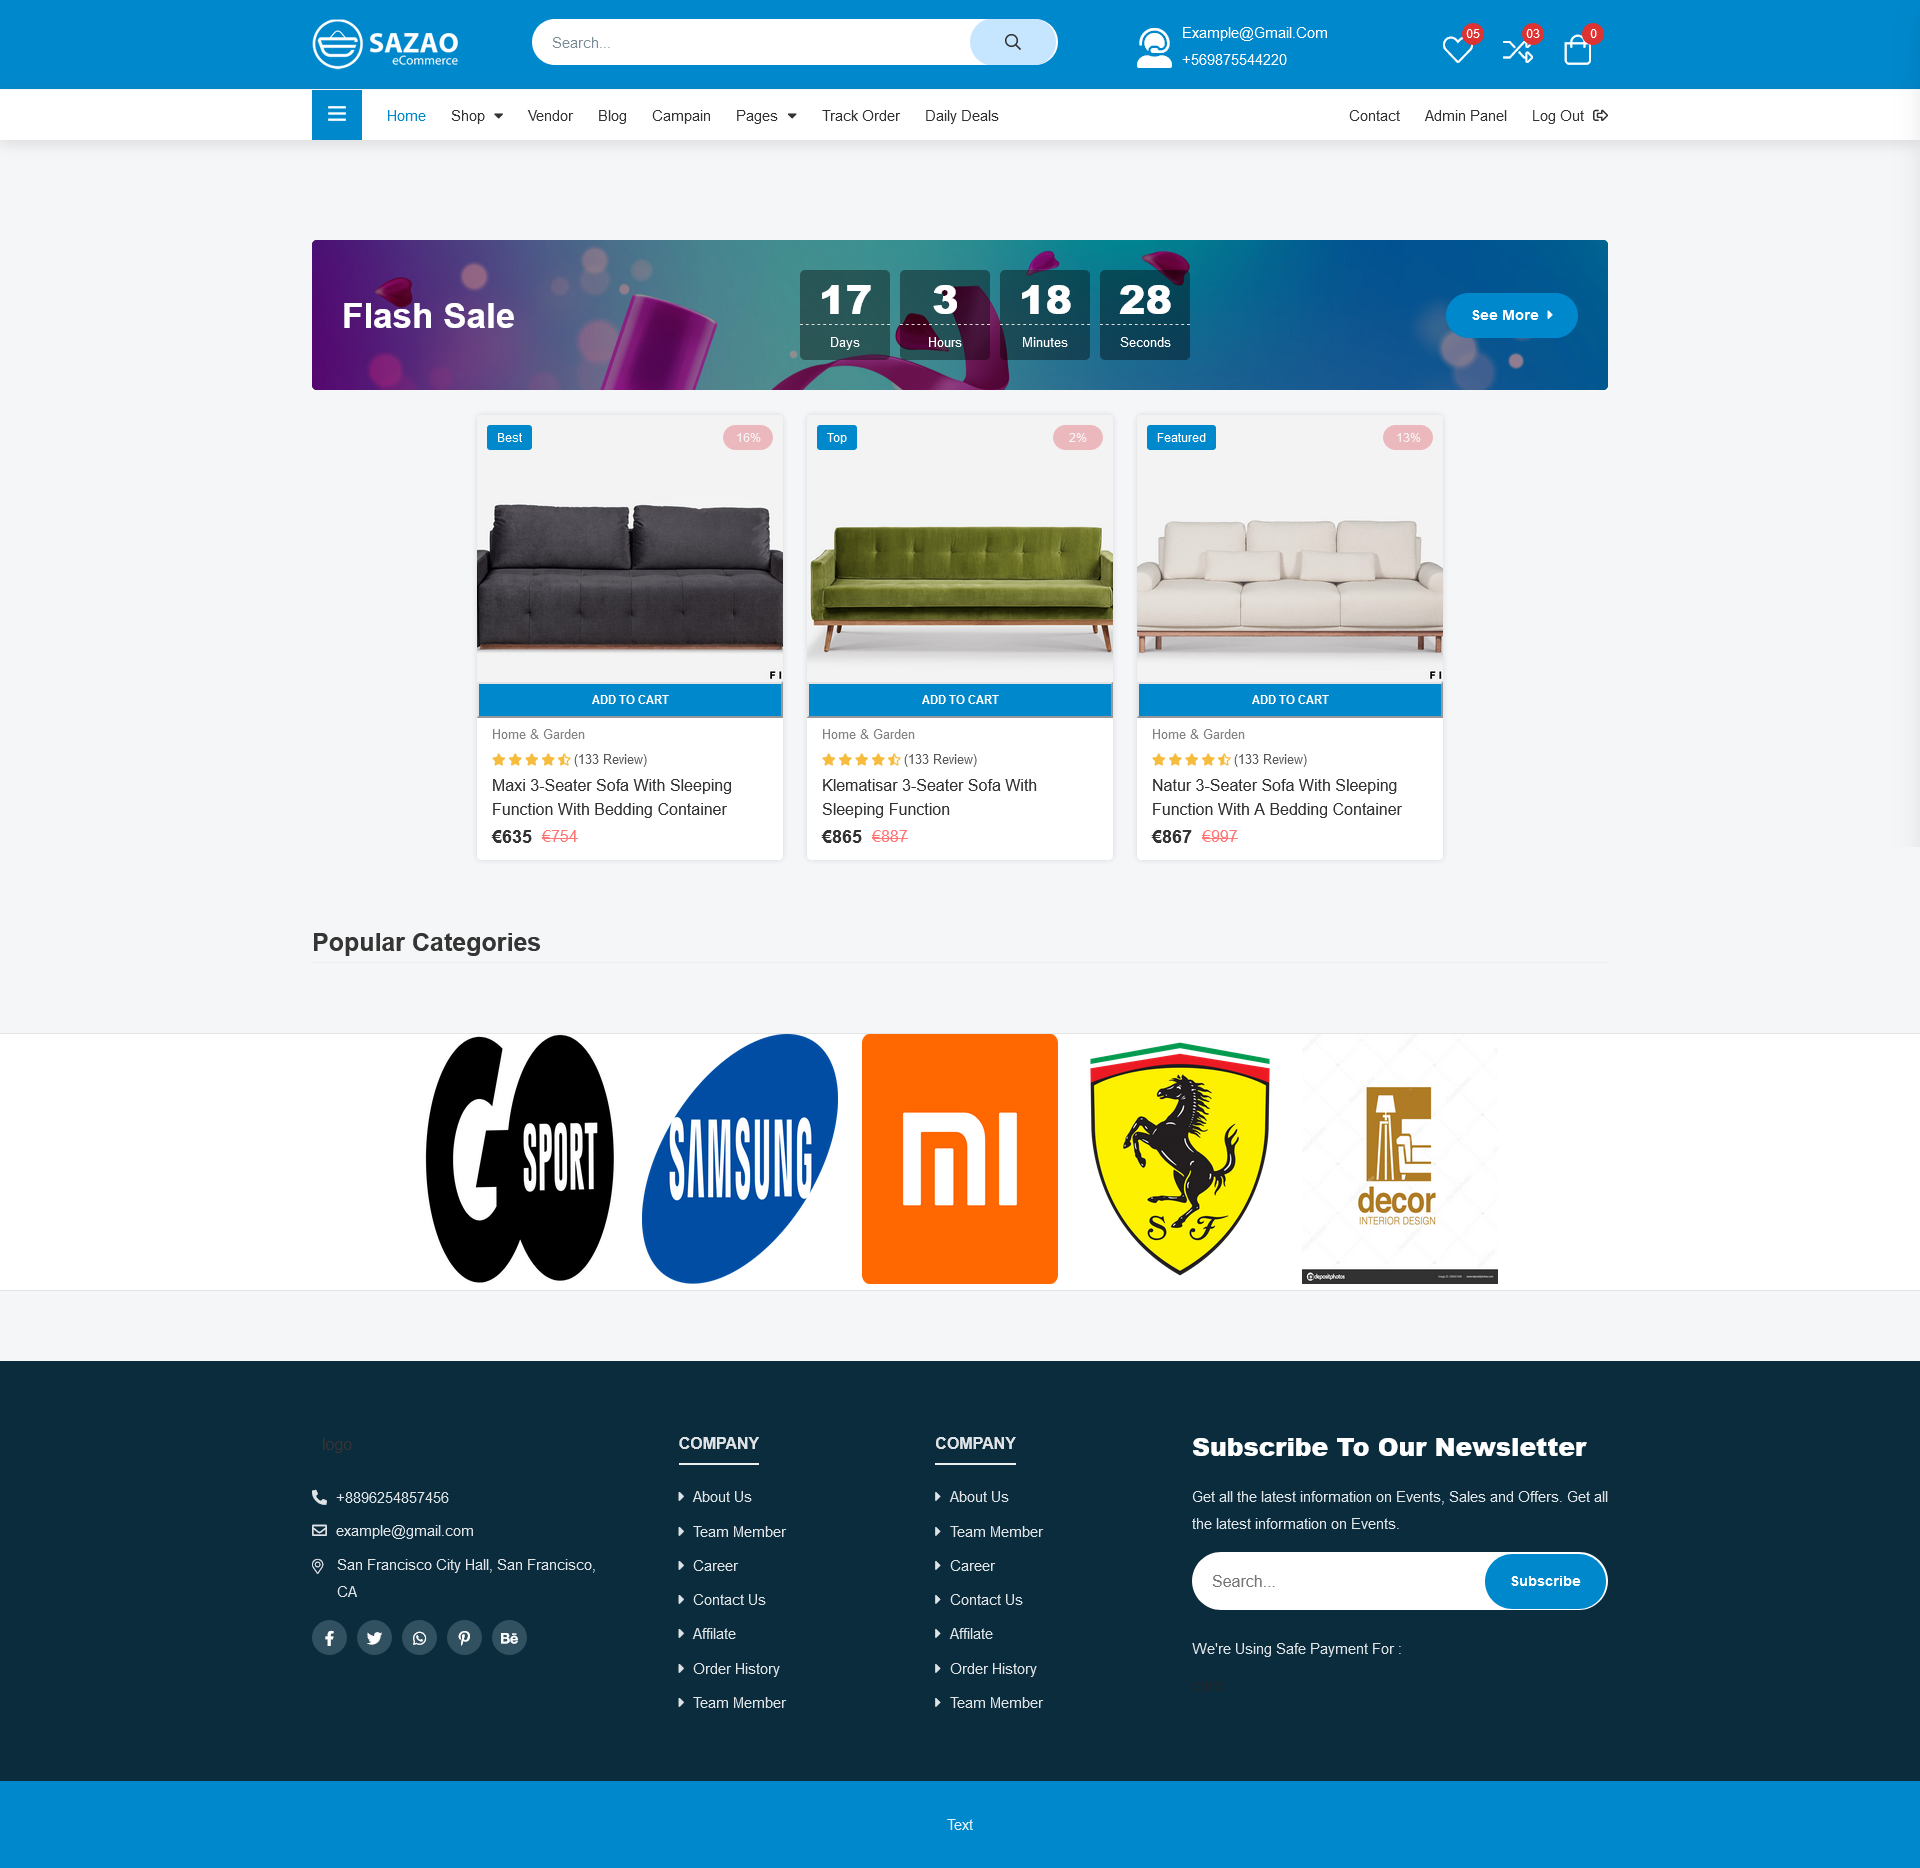 SAZAO
eCommerce
Search...
Example@Gmail.Com
+569875544220
05
03
0
Home
Shop
Vendor
Blog
Campain
Pages
Track Order
Daily Deals
Contact
Admin Panel
Log Out
Flash Sale
17
Days
3
Hours
18
Minutes
28
Seconds
See More
Best
16%
Top
2%
Featured
13%
F I
F I
ADD TO CART
ADD TO CART
ADD TO CART
Home & Garden
(133 Review)
Maxi 3-Seater Sofa With Sleeping
Function With Bedding Container
€635 €754
Home & Garden
(133 Review)
Klematisar 3-Seater Sofa With
Sleeping Function
€865 €887
Home & Garden
(133 Review)
Natur 3-Seater Sofa With Sleeping
Function With A Bedding Container
€867 €997
Popular Categories
GO
SPORT
SAMSUNG
mi
S F
decor
INTERIOR DESIGN
depositphotos
logo
+8896254857456
example@gmail.com
San Francisco City Hall, San Francisco,
CA
Bē
COMPANY
About Us
Team Member
Career
Contact Us
Affilate
Order History
Team Member
COMPANY
About Us
Team Member
Career
Contact Us
Affilate
Order History
Team Member
Subscribe To Our Newsletter
Get all the latest information on Events, Sales and Offers. Get all
the latest information on Events.
Search...
Subscribe
We're Using Safe Payment For :
Text